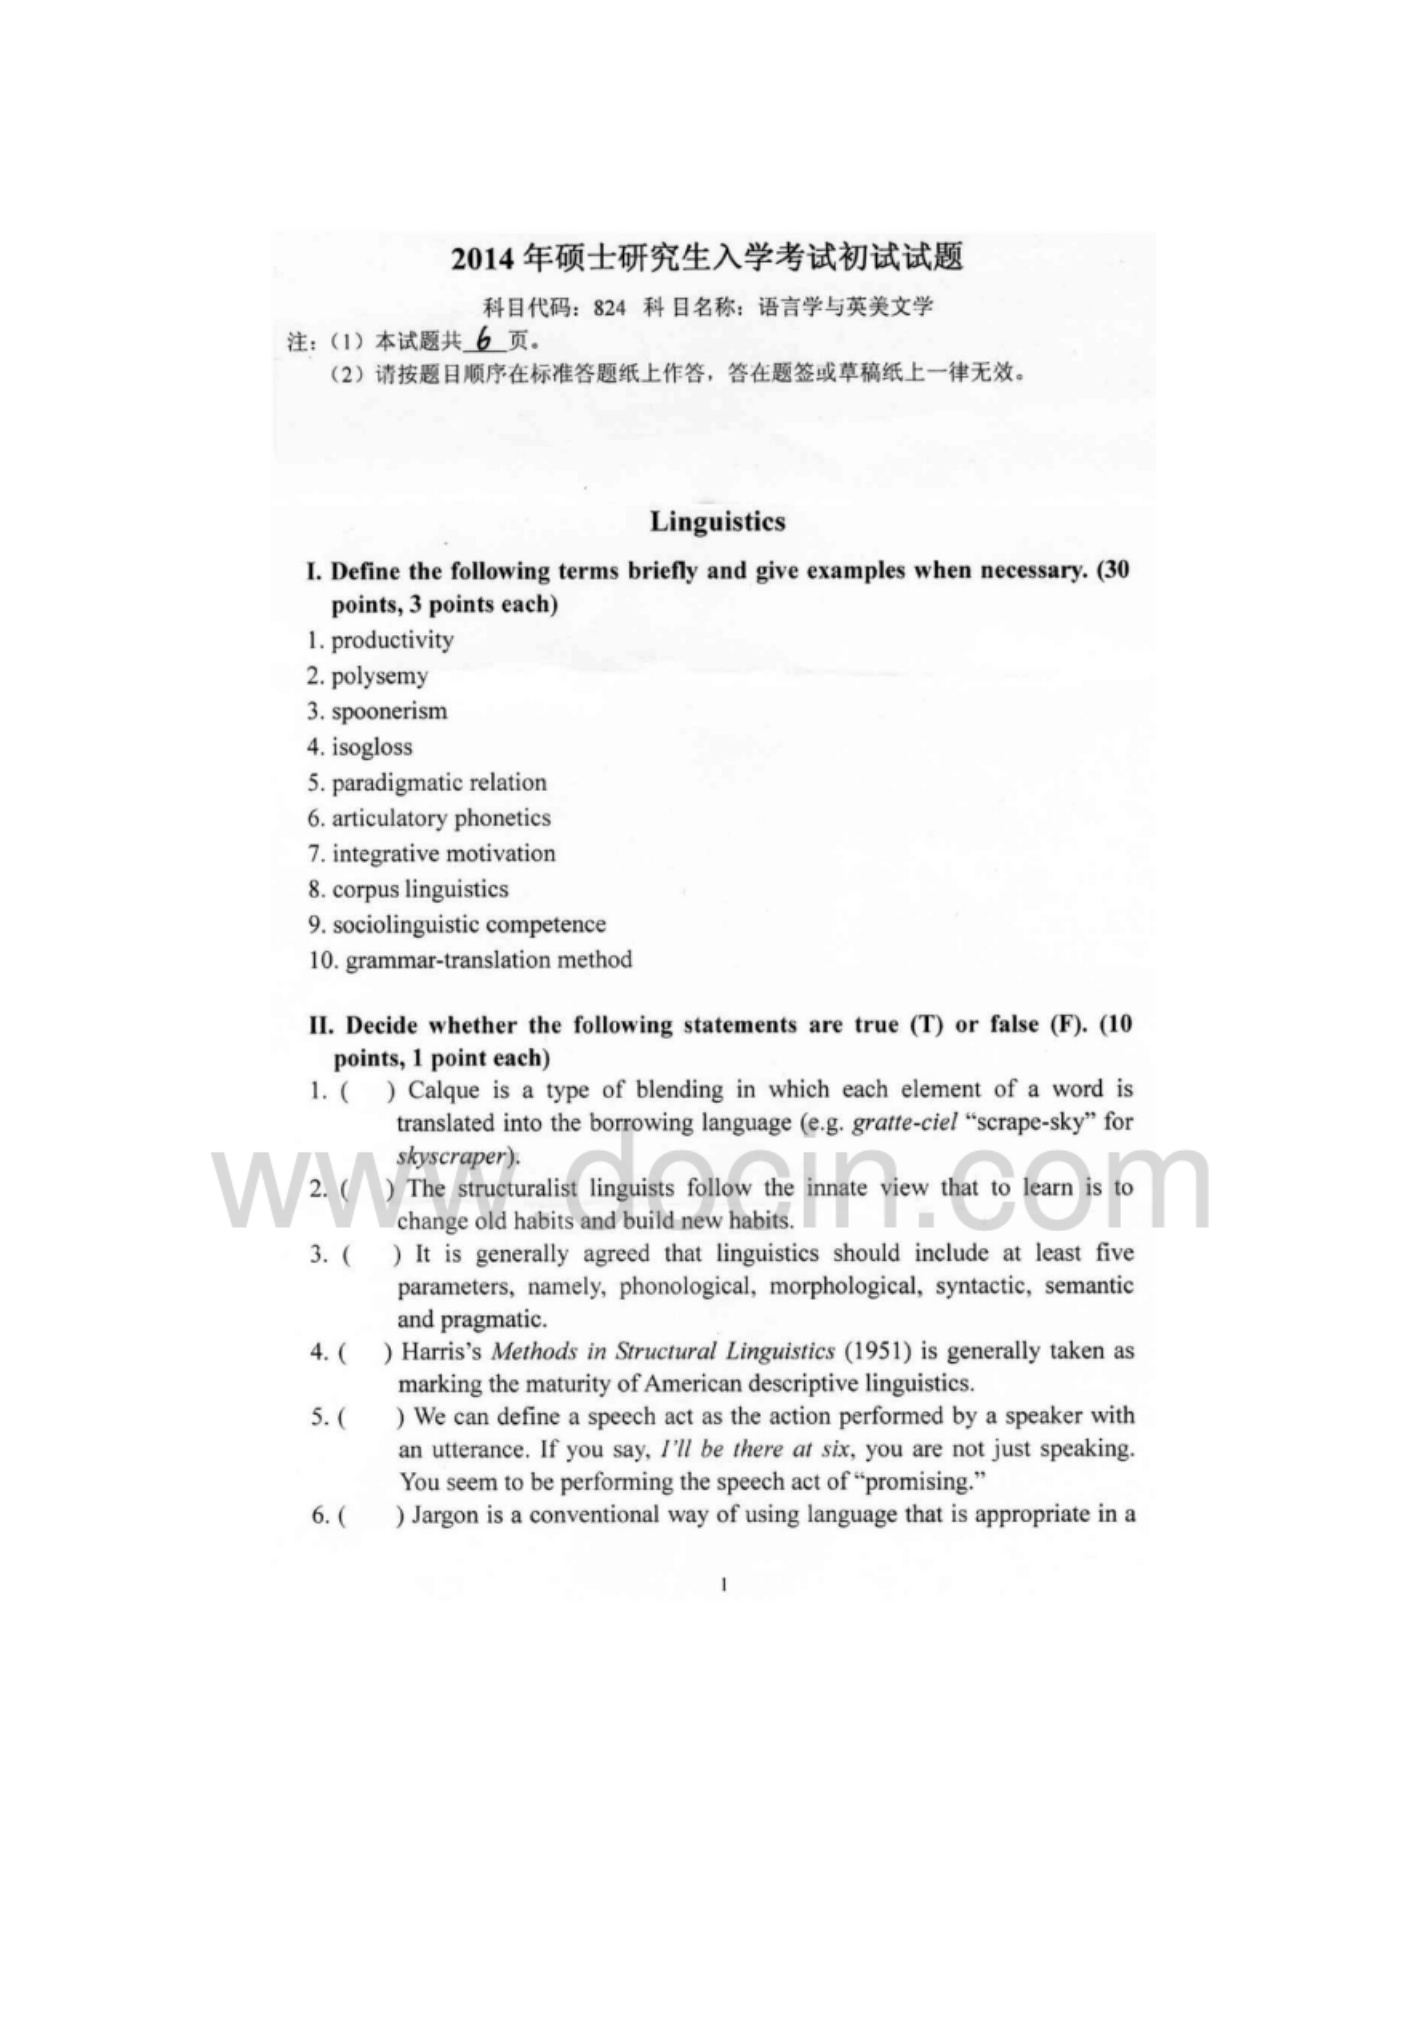 2014 年硕士研究生入学考试初试试题
科目代码：824 科 目名称：语言学与英美文学
注：（1）本试题共 6 页。
（2）请按题目顺序在标准答题纸上作答，答在题签或草稿纸上一律无效。
Linguistics
I. Define the following terms briefly and give examples when necessary. (30
points, 3 points each)
1. productivity
2. polysemy
3. spoonerism
4. isogloss
5. paradigmatic relation
6. articulatory phonetics
7. integrative motivation
8. corpus linguistics
9. sociolinguistic competence
10. grammar-translation method
II. Decide whether the following statements are true (T) or false (F). (10
points, 1 point each)
1. ( ) Calque is a type of blending in which each element of a word is
translated into the borrowing language (e.g. gratte-ciel “scrape-sky” for
skyscraper).
www.docin.com
2. ( ) The structuralist linguists follow the innate view that to learn is to
change old habits and build new habits.
3. ( ) It is generally agreed that linguistics should include at least five
parameters, namely, phonological, morphological, syntactic, semantic
and pragmatic.
4. ( ) Harris’s Methods in Structural Linguistics (1951) is generally taken as
marking the maturity of American descriptive linguistics.
5. ( ) We can define a speech act as the action performed by a speaker with
an utterance. If you say, I’ll be there at six, you are not just speaking.
You seem to be performing the speech act of “promising.”
6. ( ) Jargon is a conventional way of using language that is appropriate in a
1